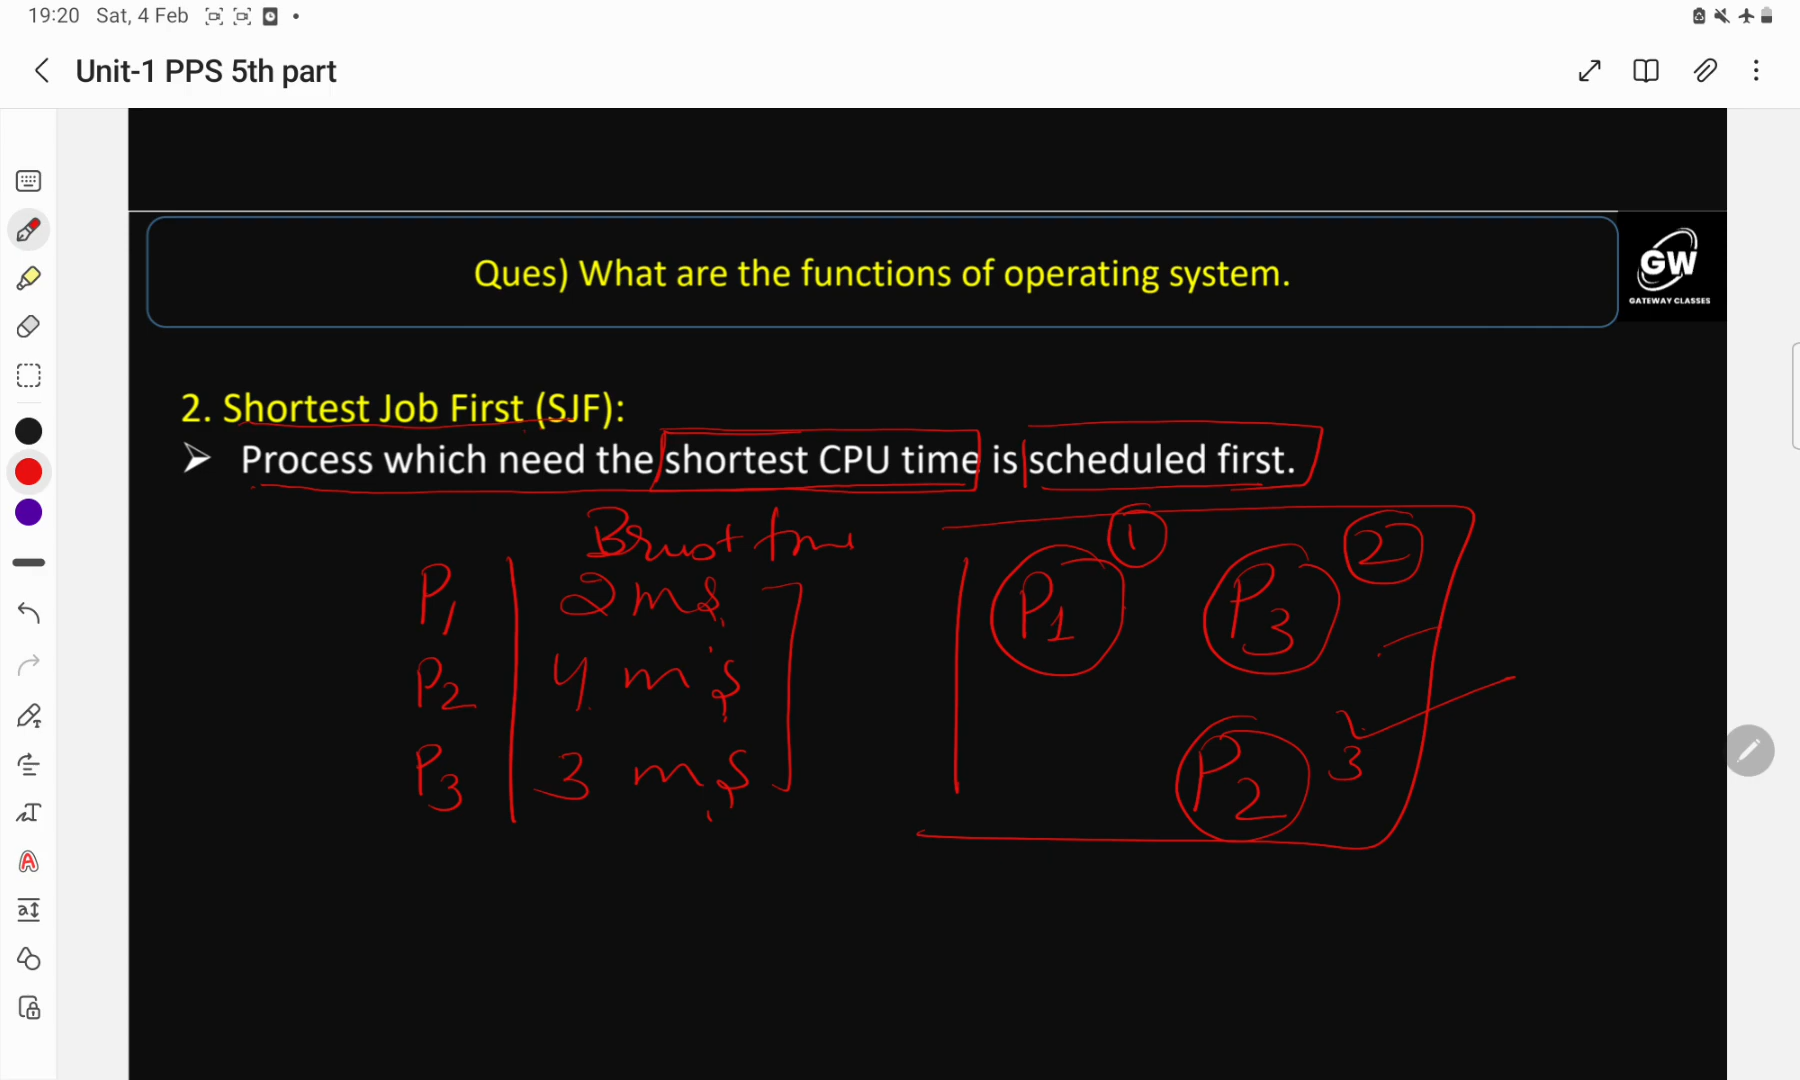 19:20 Sat, 4 Feb
Unit-1 PPS 5th part
Ques) What are the functions of operating system.
GW
GATEWAY CLASSES
2. Shortest Job First (SJF):
➤ Process which need the shortest CPU time is scheduled first.
Brust time
P1 2 ms
P2 4 ms
P3 3 ms
P1 1 P3 2
P2 3